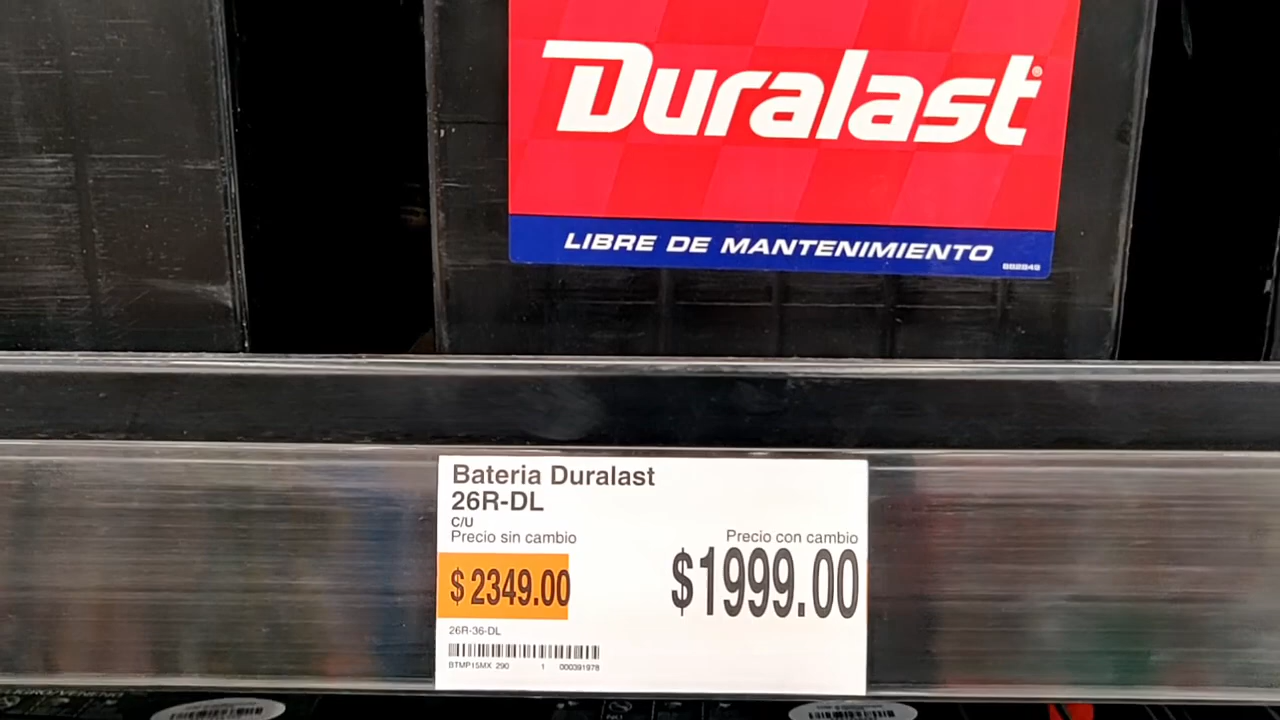 Duralast®
LIBRE DE MANTENIMIENTO
Bateria Duralast
26R-DL
C/U
Precio sin cambio
Precio con cambio
$2349.00
$1999.00
26R-36-DL
BTMP15MX 290 1 000391978